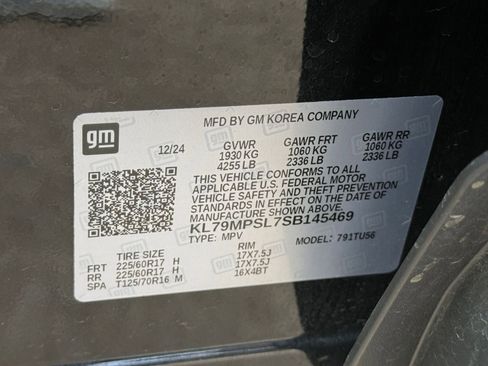 MFD BY GM KOREA COMPANY
gm
12/24 GVWR GAWR FRT GAWR RR
1930 KG 1060 KG 1060 KG
4255 LB 2336 LB 2336 LB
THIS VEHICLE CONFORMS TO ALL
APPLICABLE U.S. FEDERAL MOTOR
VEHICLE SAFETY AND THEFT PREVENTION
STANDARDS IN EFFECT ON THE DATE OF
MANUFACTURE SHOWN ABOVE.
KL79MPSL7SB145469
TYPE: MPV MODEL: 791TU56
TIRE SIZE RIM
FRT 225/60R17 H 17X7.5J
RR 225/60R17 H 17X7.5J
SPA T125/70R16 M 16X4BT